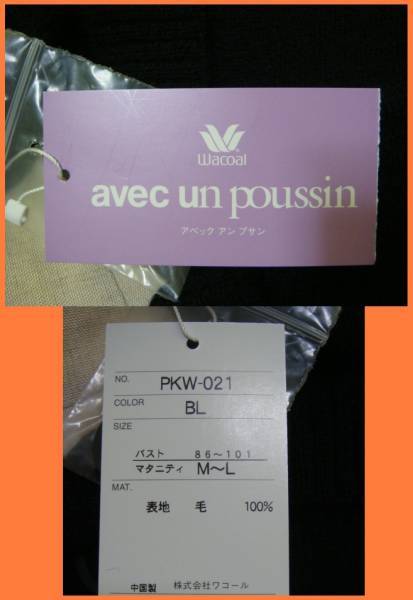 Wacoal
avec un poussin
アベック アン プサン
NO. PKW-021
COLOR BL
SIZE
バスト 86〜101
マタニティ M〜L
MAT.
表地 毛 100%
中国製 株式会社ワコール